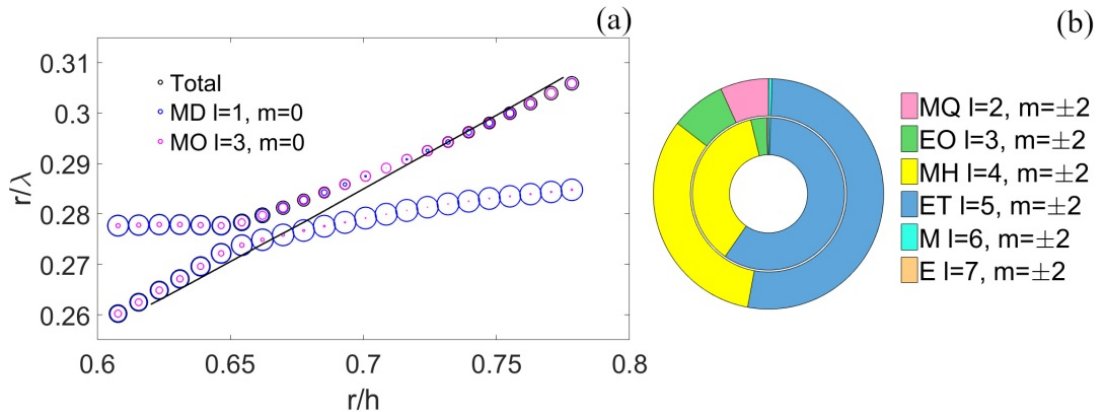 (a)
0.31
0.3
0.29
0.28
0.27
0.26
r/λ
Total
MD l=1, m=0
MO l=3, m=0
0.6
0.65
0.7
0.75
0.8
r/h
(b)
MQ l=2, m=±2
EO l=3, m=±2
MH l=4, m=±2
ET l=5, m=±2
M l=6, m=±2
E l=7, m=±2